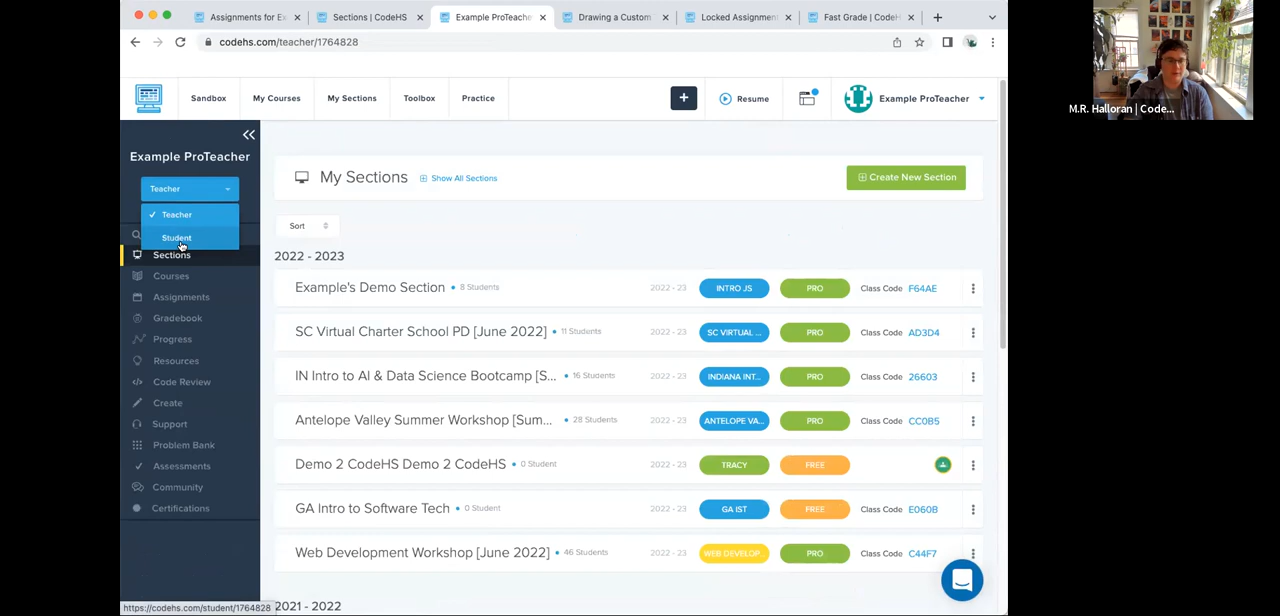 Assignments for Ex
Sections | CodeHS
Example ProTeacher
Drawing a Custom
Locked Assignment
Fast Grade | CodeH
codehs.com/teacher/1764828
Sandbox
My Courses
My Sections
Toolbox
Practice
Resume
Example ProTeacher
M.R. Halloran | Code...
Example ProTeacher
Teacher
Teacher
Student
Sections
Courses
Assignments
Gradebook
Progress
Resources
Code Review
Create
Support
Problem Bank
Assessments
Community
Certifications
My Sections
Show All Sections
Create New Section
Sort
2022 - 2023
Example's Demo Section • 8 Students 2022 - 23 INTRO JS PRO Class Code F64AE
SC Virtual Charter School PD [June 2022] • 11 Students 2022 - 23 SC VIRTUAL ... PRO Class Code AD3D4
IN Intro to AI & Data Science Bootcamp [S... • 16 Students 2022 - 23 INDIANA INT... PRO Class Code 26603
Antelope Valley Summer Workshop [Sum... • 28 Students 2022 - 23 ANTELOPE VA... PRO Class Code CC0B5
Demo 2 CodeHS Demo 2 CodeHS • 0 Student TRACY FREE
GA Intro to Software Tech • 0 Student 2022 - 23 GA IST FREE Class Code E060B
Web Development Workshop [June 2022] • 46 Students 2022 - 23 WEB DEVELOP... PRO Class Code C44F7
2021 - 2022
https://codehs.com/student/1764828